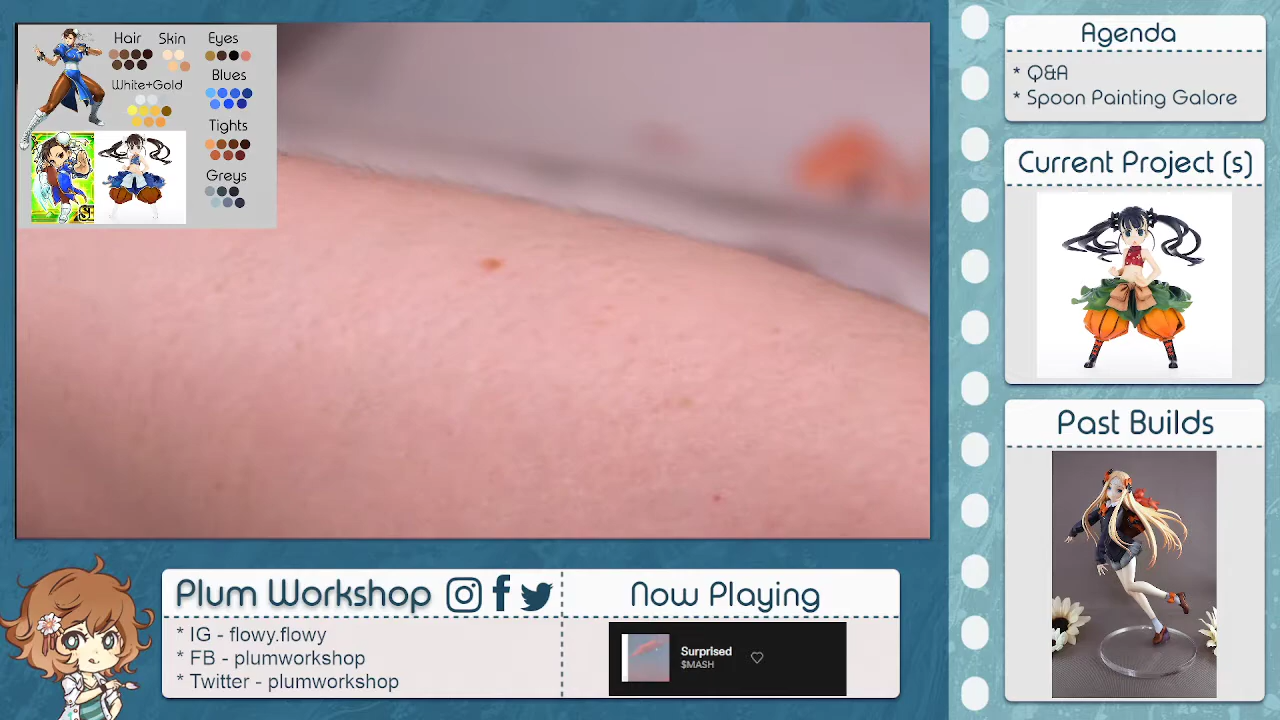 Hair
Skin
Eyes
White+Gold
Blues
Tights
Greys
Agenda
* Q&A
* Spoon Painting Galore
Current Project (s)
Past Builds
Plum Workshop
* IG - flowy.flowy
* FB - plumworkshop
* Twitter - plumworkshop
Now Playing
Surprised
$MASH